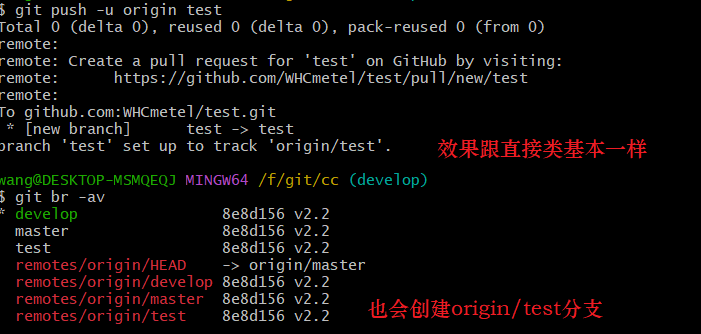 $ git push -u origin test
Total 0 (delta 0), reused 0 (delta 0), pack-reused 0 (from 0)
remote:
remote: Create a pull request for 'test' on GitHub by visiting:
remote:      https://github.com/WHCmetel/test/pull/new/test
remote:
To github.com:WHCmetel/test.git
 * [new branch]      test -> test
branch 'test' set up to track 'origin/test'.
效果跟直接类基本一样
wang@DESKTOP-MSMQEQJ MINGW64 /f/git/cc (develop)
$ git br -av
* develop                8e8d156 v2.2
  master                 8e8d156 v2.2
  test                   8e8d156 v2.2
  remotes/origin/HEAD    -> origin/master
  remotes/origin/develop 8e8d156 v2.2
  remotes/origin/master  8e8d156 v2.2
  remotes/origin/test    8e8d156 v2.2
也会创建origin/test分支